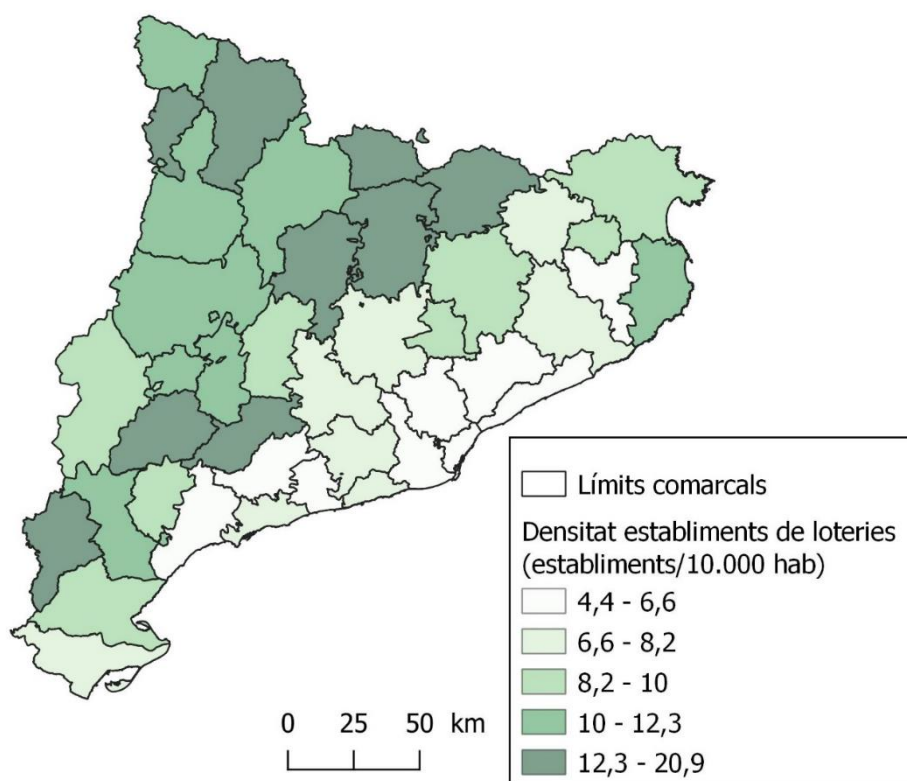 Límits comarcals
Densitat establiments de loteries
(establiments/10.000 hab)
4,4 - 6,6
6,6 - 8,2
8,2 - 10
10 - 12,3
12,3 - 20,9
0 25 50 km